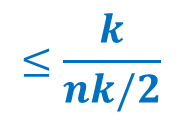 ≤ k / (nk/2)